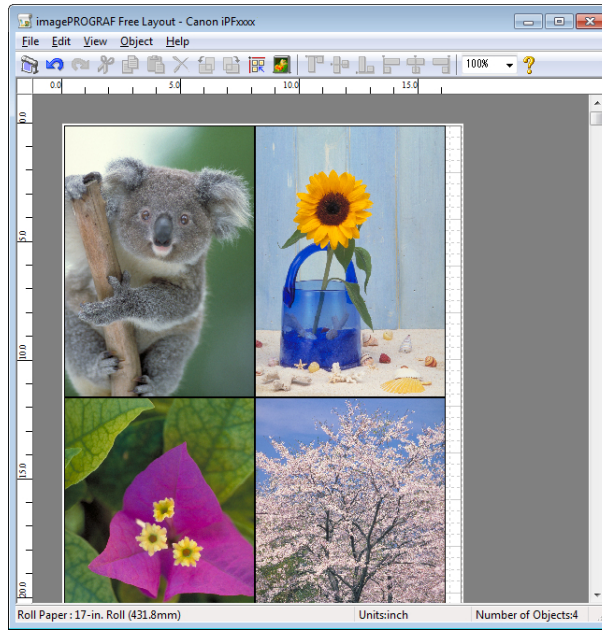 imagePROGRAF Free Layout - Canon iPFxxxx
File Edit View Object Help
100%
0.0 5.0 10.0 15.0
0.0
5.0
10.0
15.0
20.0
Roll Paper : 17-in. Roll (431.8mm) Units:inch Number of Objects:4